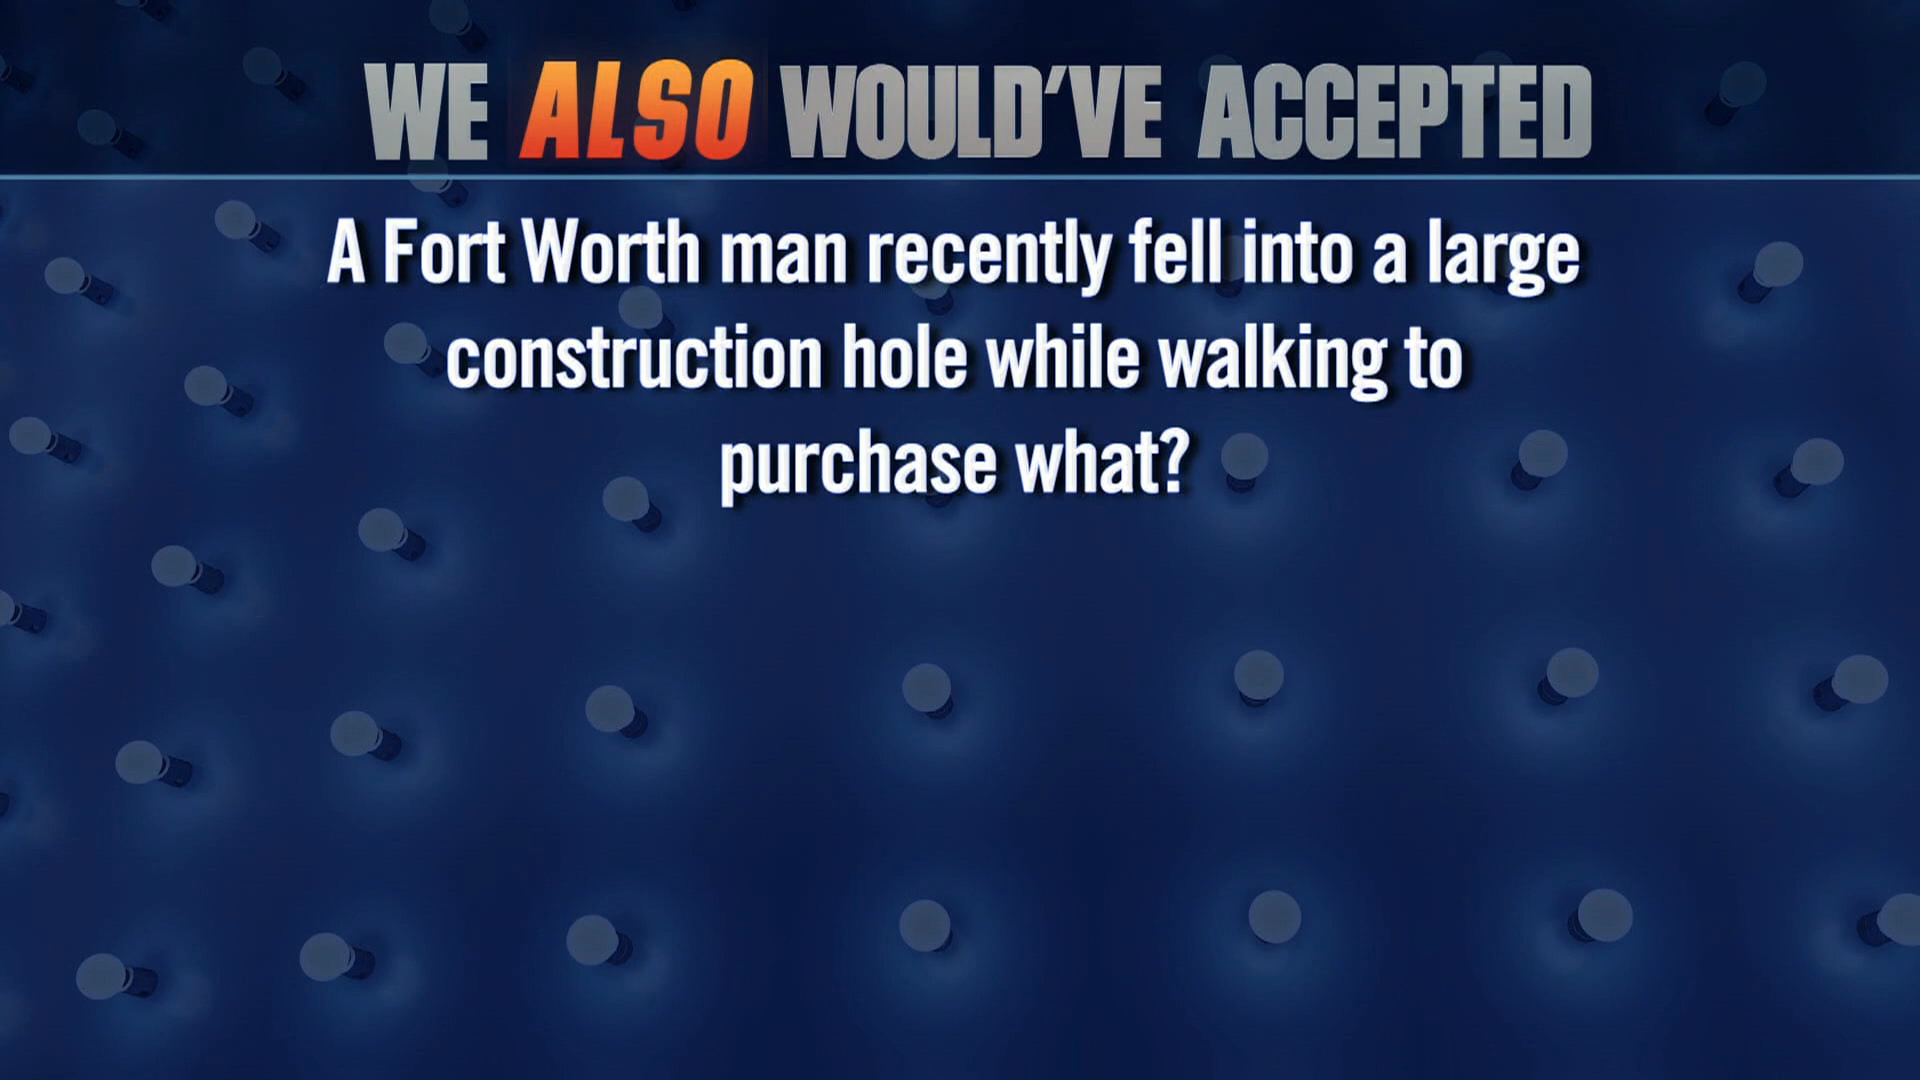 WE ALSO WOULD'VE ACCEPTED
A Fort Worth man recently fell into a large
construction hole while walking to
purchase what?